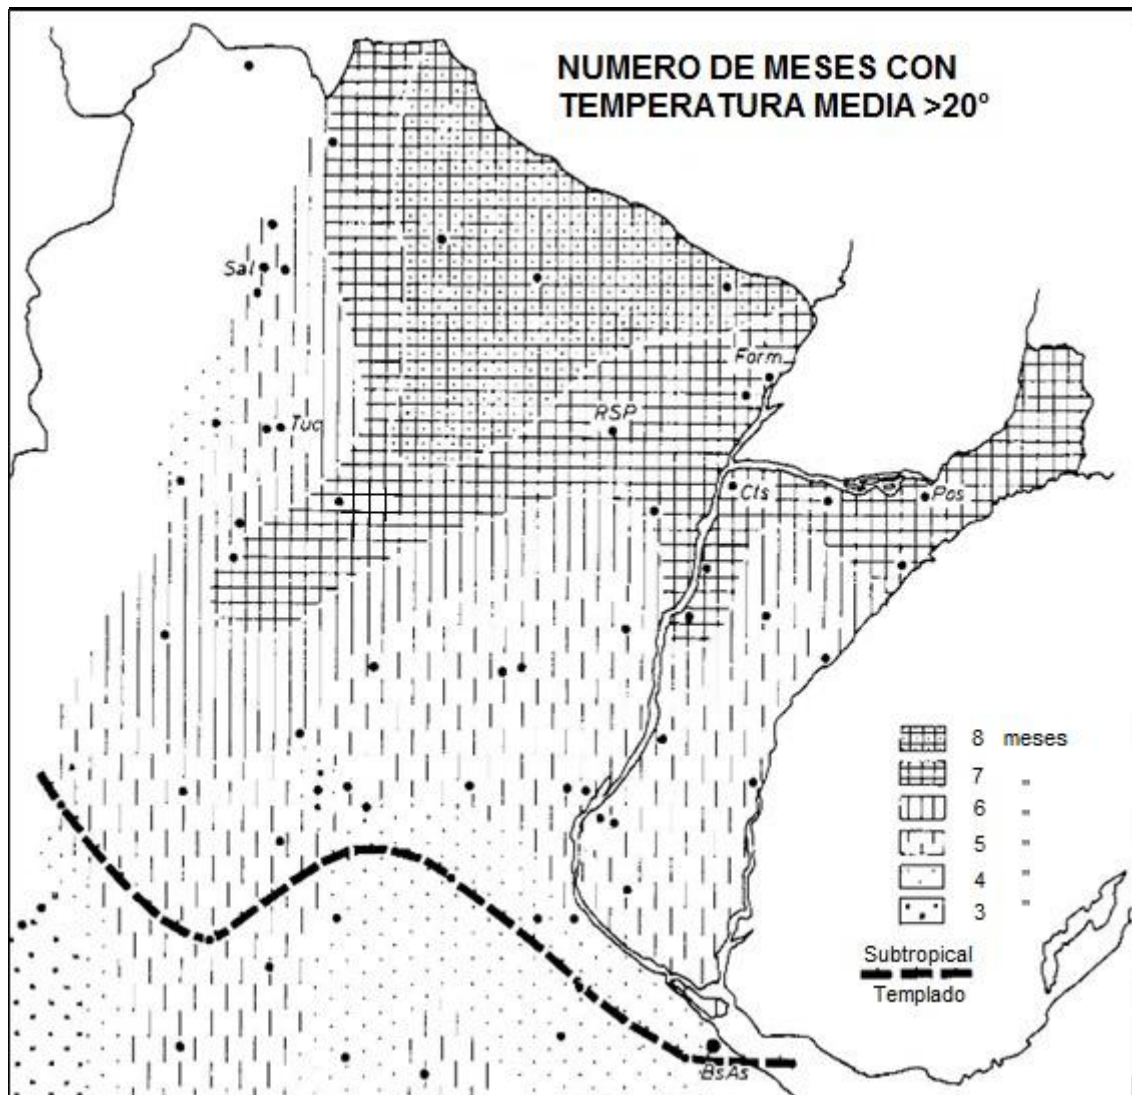 NUMERO DE MESES CON
TEMPERATURA MEDIA >20°
Sal
Form
RSP
Tuc
Cts
Pos
8 meses
7 "
6 "
5 "
4 "
3 "
Subtropical
Templado
BsAs